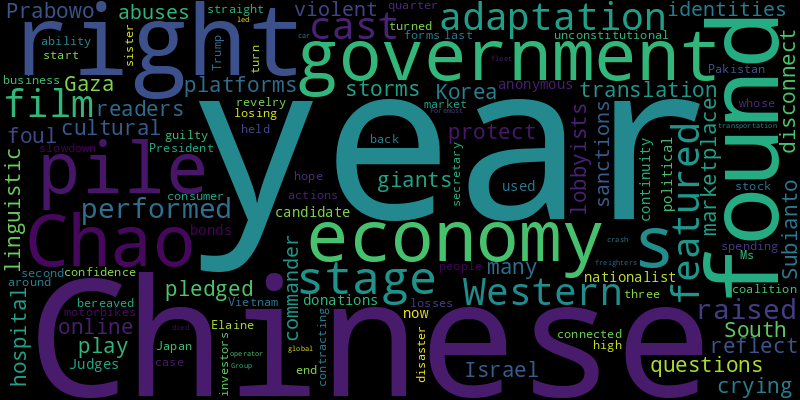 Prabowo
abuses
straight
quarter
violent
right
cast
turned
adaptation
identities
led
sister
Trump
turn
ability
start
car
forms last
unconstitutional
government
found
business
Gaza
platforms
storms
Korea
anonymous
fleet
Pakistan
translation
disconnect
film
readers
revelry
losing
market
Foremost
whose
marketplace
foul
cultural
guilty
held
year
back
protect
lobbyists
sanctions
continuity
political
featured
transportation
slowdown
President
pile
hope
giants
secretary
used
linguistic
consumer
actions
stock
performed
candidate
many
Chao
bonds
economy
s
Subianto
spending
Ms
second
confidence
around
commander
stage
people
crash
freighters
nationalist
coalition
pledged
Western
three
hospital
bereaved
motorbikes
Vietnam
donations
losses
Chinese
now
raised
online
died
Elaine
investors
contracting
disaster
connected
South
play
Japan
operator
Group
global
high
reflect
Judges
case
end
Israel
questions
crying